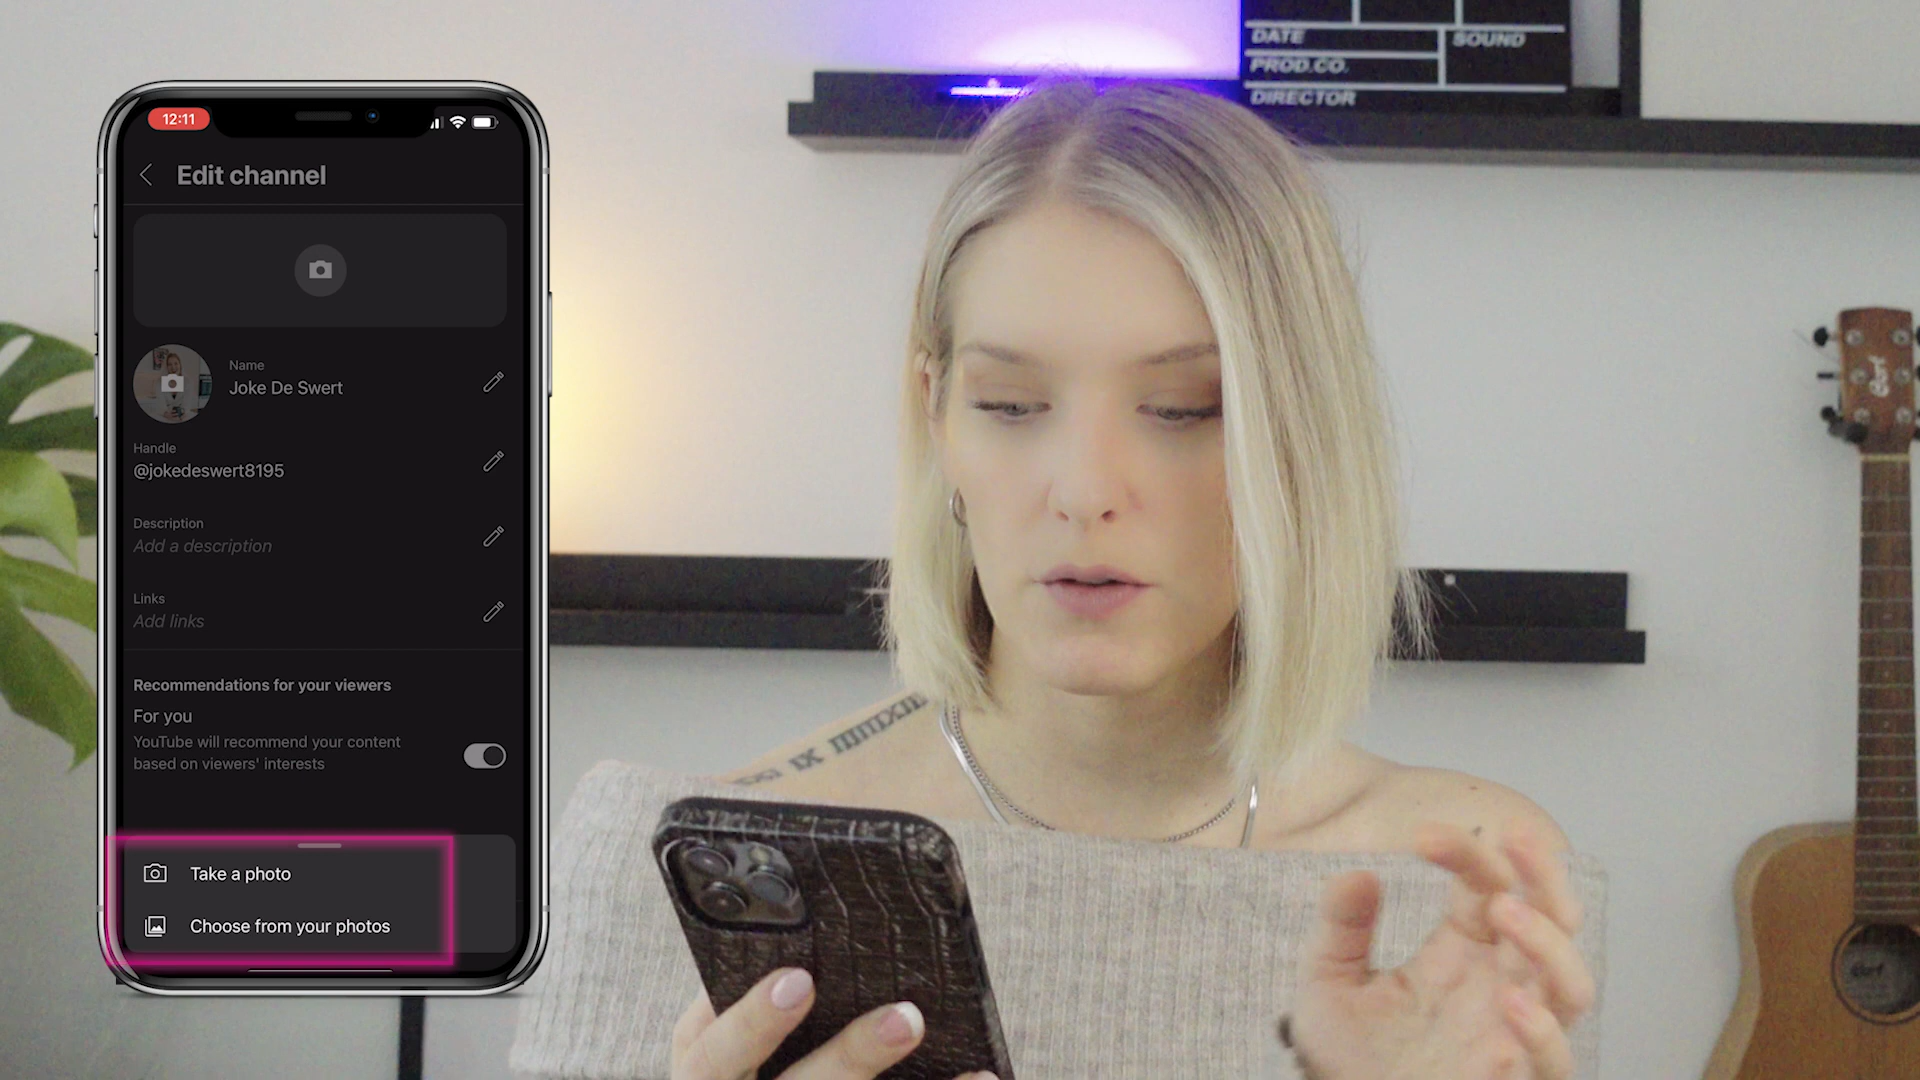 12:11
Edit channel
Name
Joke De Swert
Handle
@jokedeswert8195
Description
Add a description
Links
Add links
Recommendations for your viewers
For you
YouTube will recommend your content
based on viewers' interests
Take a photo
Choose from your photos
DATE
SOUND
PROD.CO.
DIRECTOR
Cort
Cort